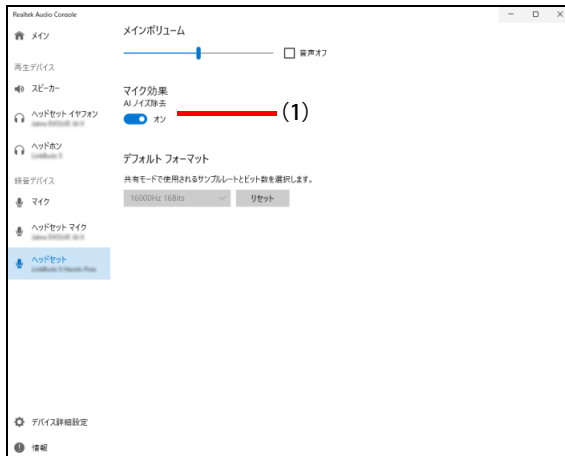 Realtek Audio Console
メイン
再生デバイス
スピーカー
ヘッドセット イヤフォン
ヘッドホン
録音デバイス
マイク
ヘッドセット マイク
ヘッドセット
デバイス詳細設定
情報
メインボリューム
音声オフ
マイク効果
AI ノイズ除去
オン
(1)
デフォルト フォーマット
共有モードで使用されるサンプルレートとビット数を選択します。
16000Hz 16Bits
リセット